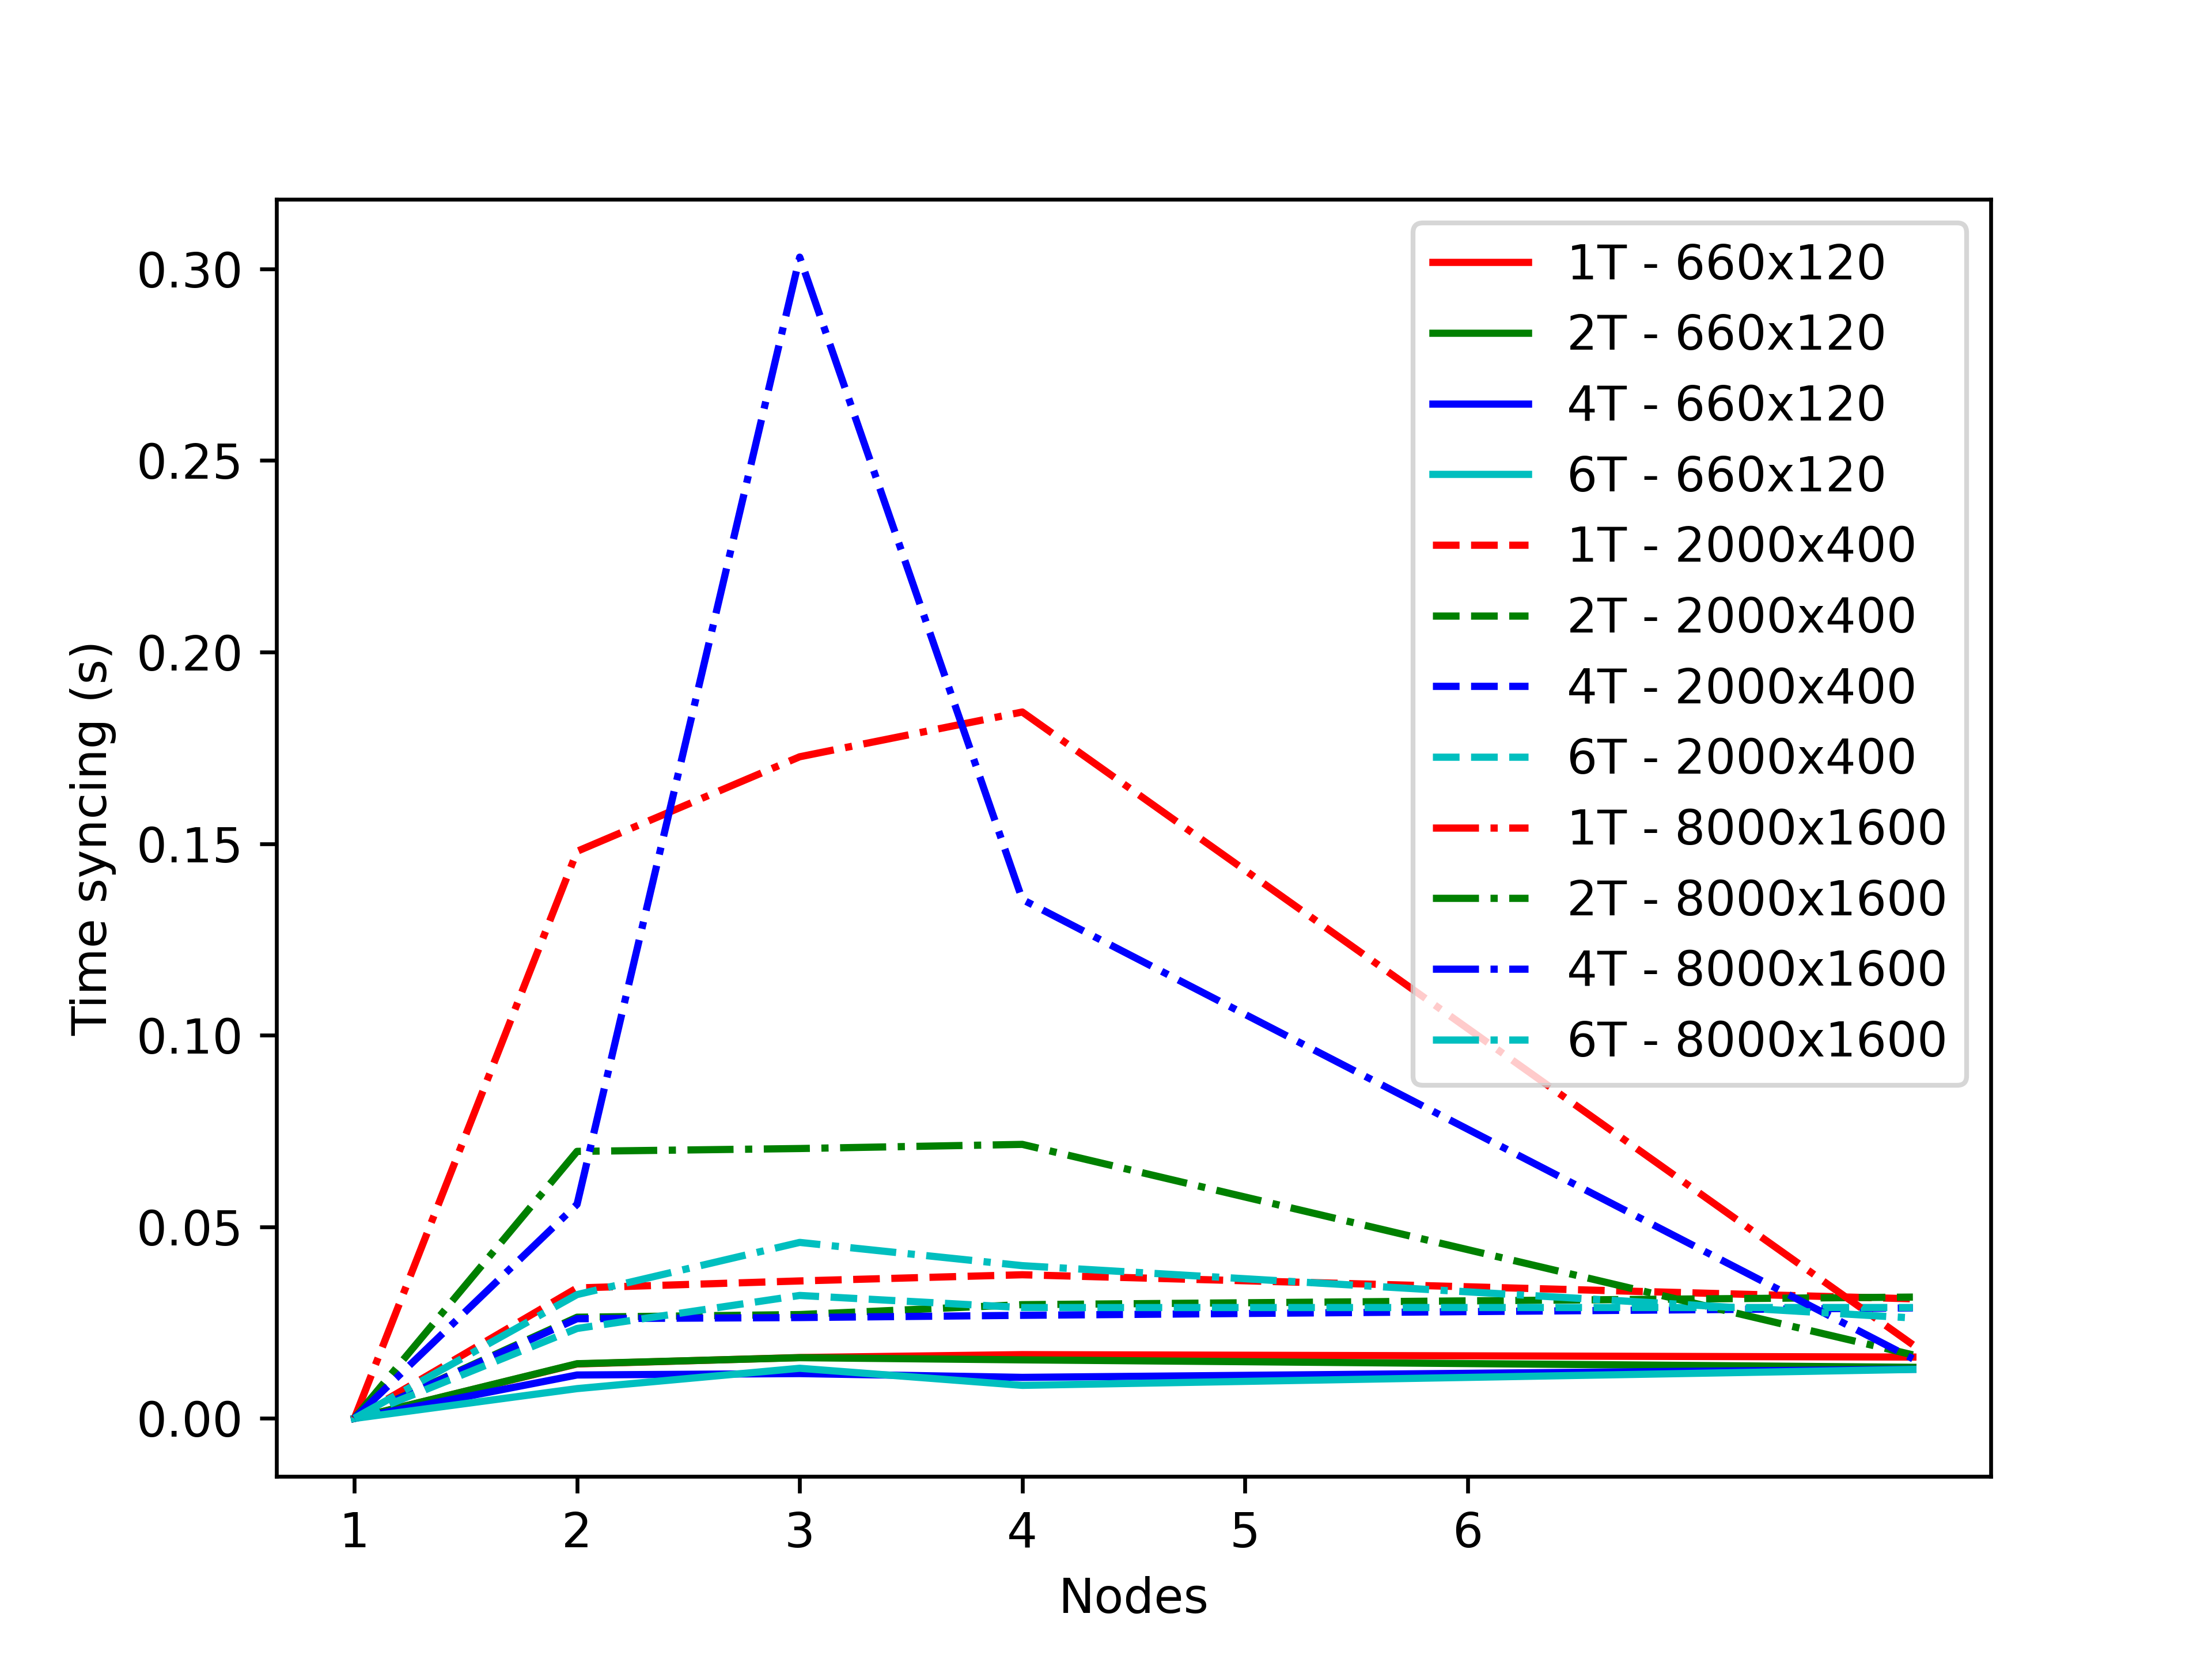 1T - 660x120
2T - 660x120
4T - 660x120
6T - 660x120
1T - 2000x400
2T - 2000x400
4T - 2000x400
6T - 2000x400
1T - 8000x1600
2T - 8000x1600
4T - 8000x1600
6T - 8000x1600
0.30
0.25
0.20
0.15
0.10
0.05
0.00
Time syncing (s)
1 2 3 4 5 6
Nodes